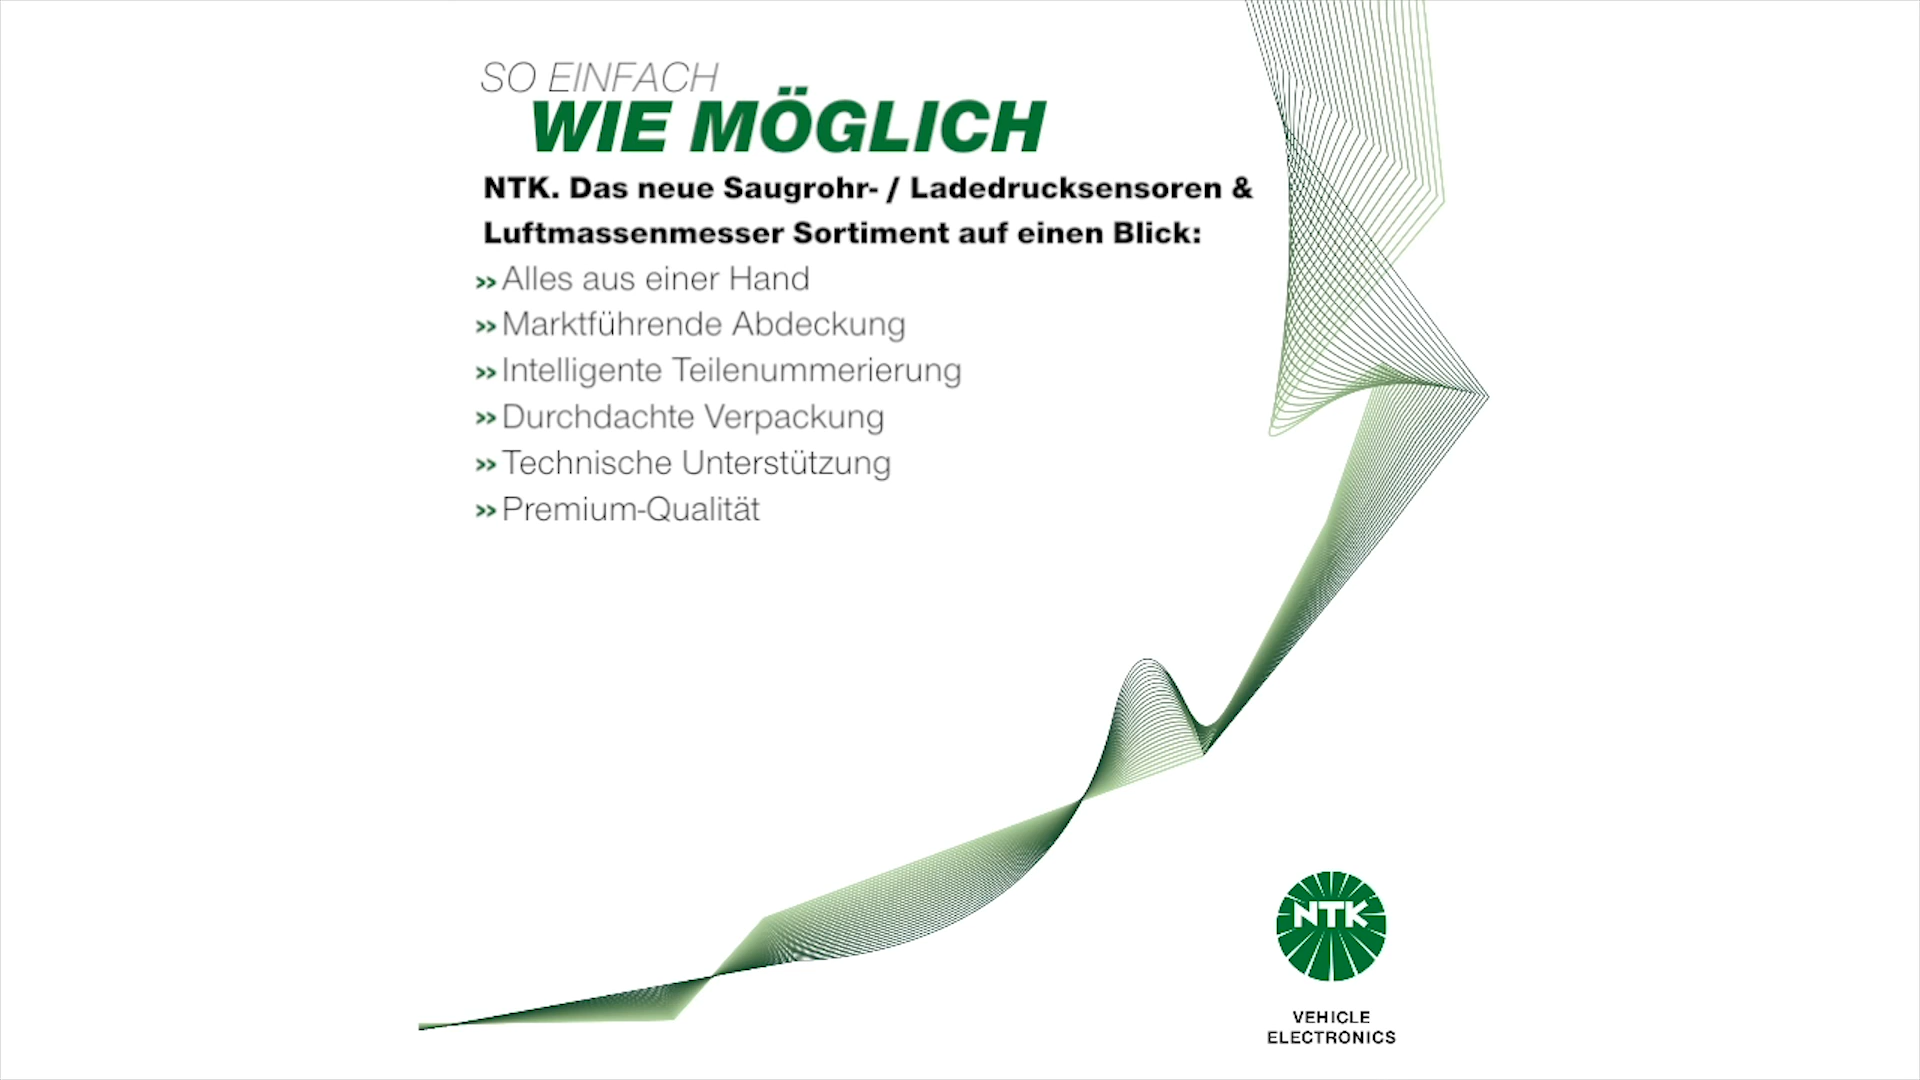 SO EINFACH
WIE MÖGLICH
NTK. Das neue Saugrohr- / Ladedrucksensoren &
Luftmassenmesser Sortiment auf einen Blick:
»Alles aus einer Hand
»Marktführende Abdeckung
»Intelligente Teilenummerierung
»Durchdachte Verpackung
»Technische Unterstützung
»Premium-Qualität
NTK
VEHICLE
ELECTRONICS